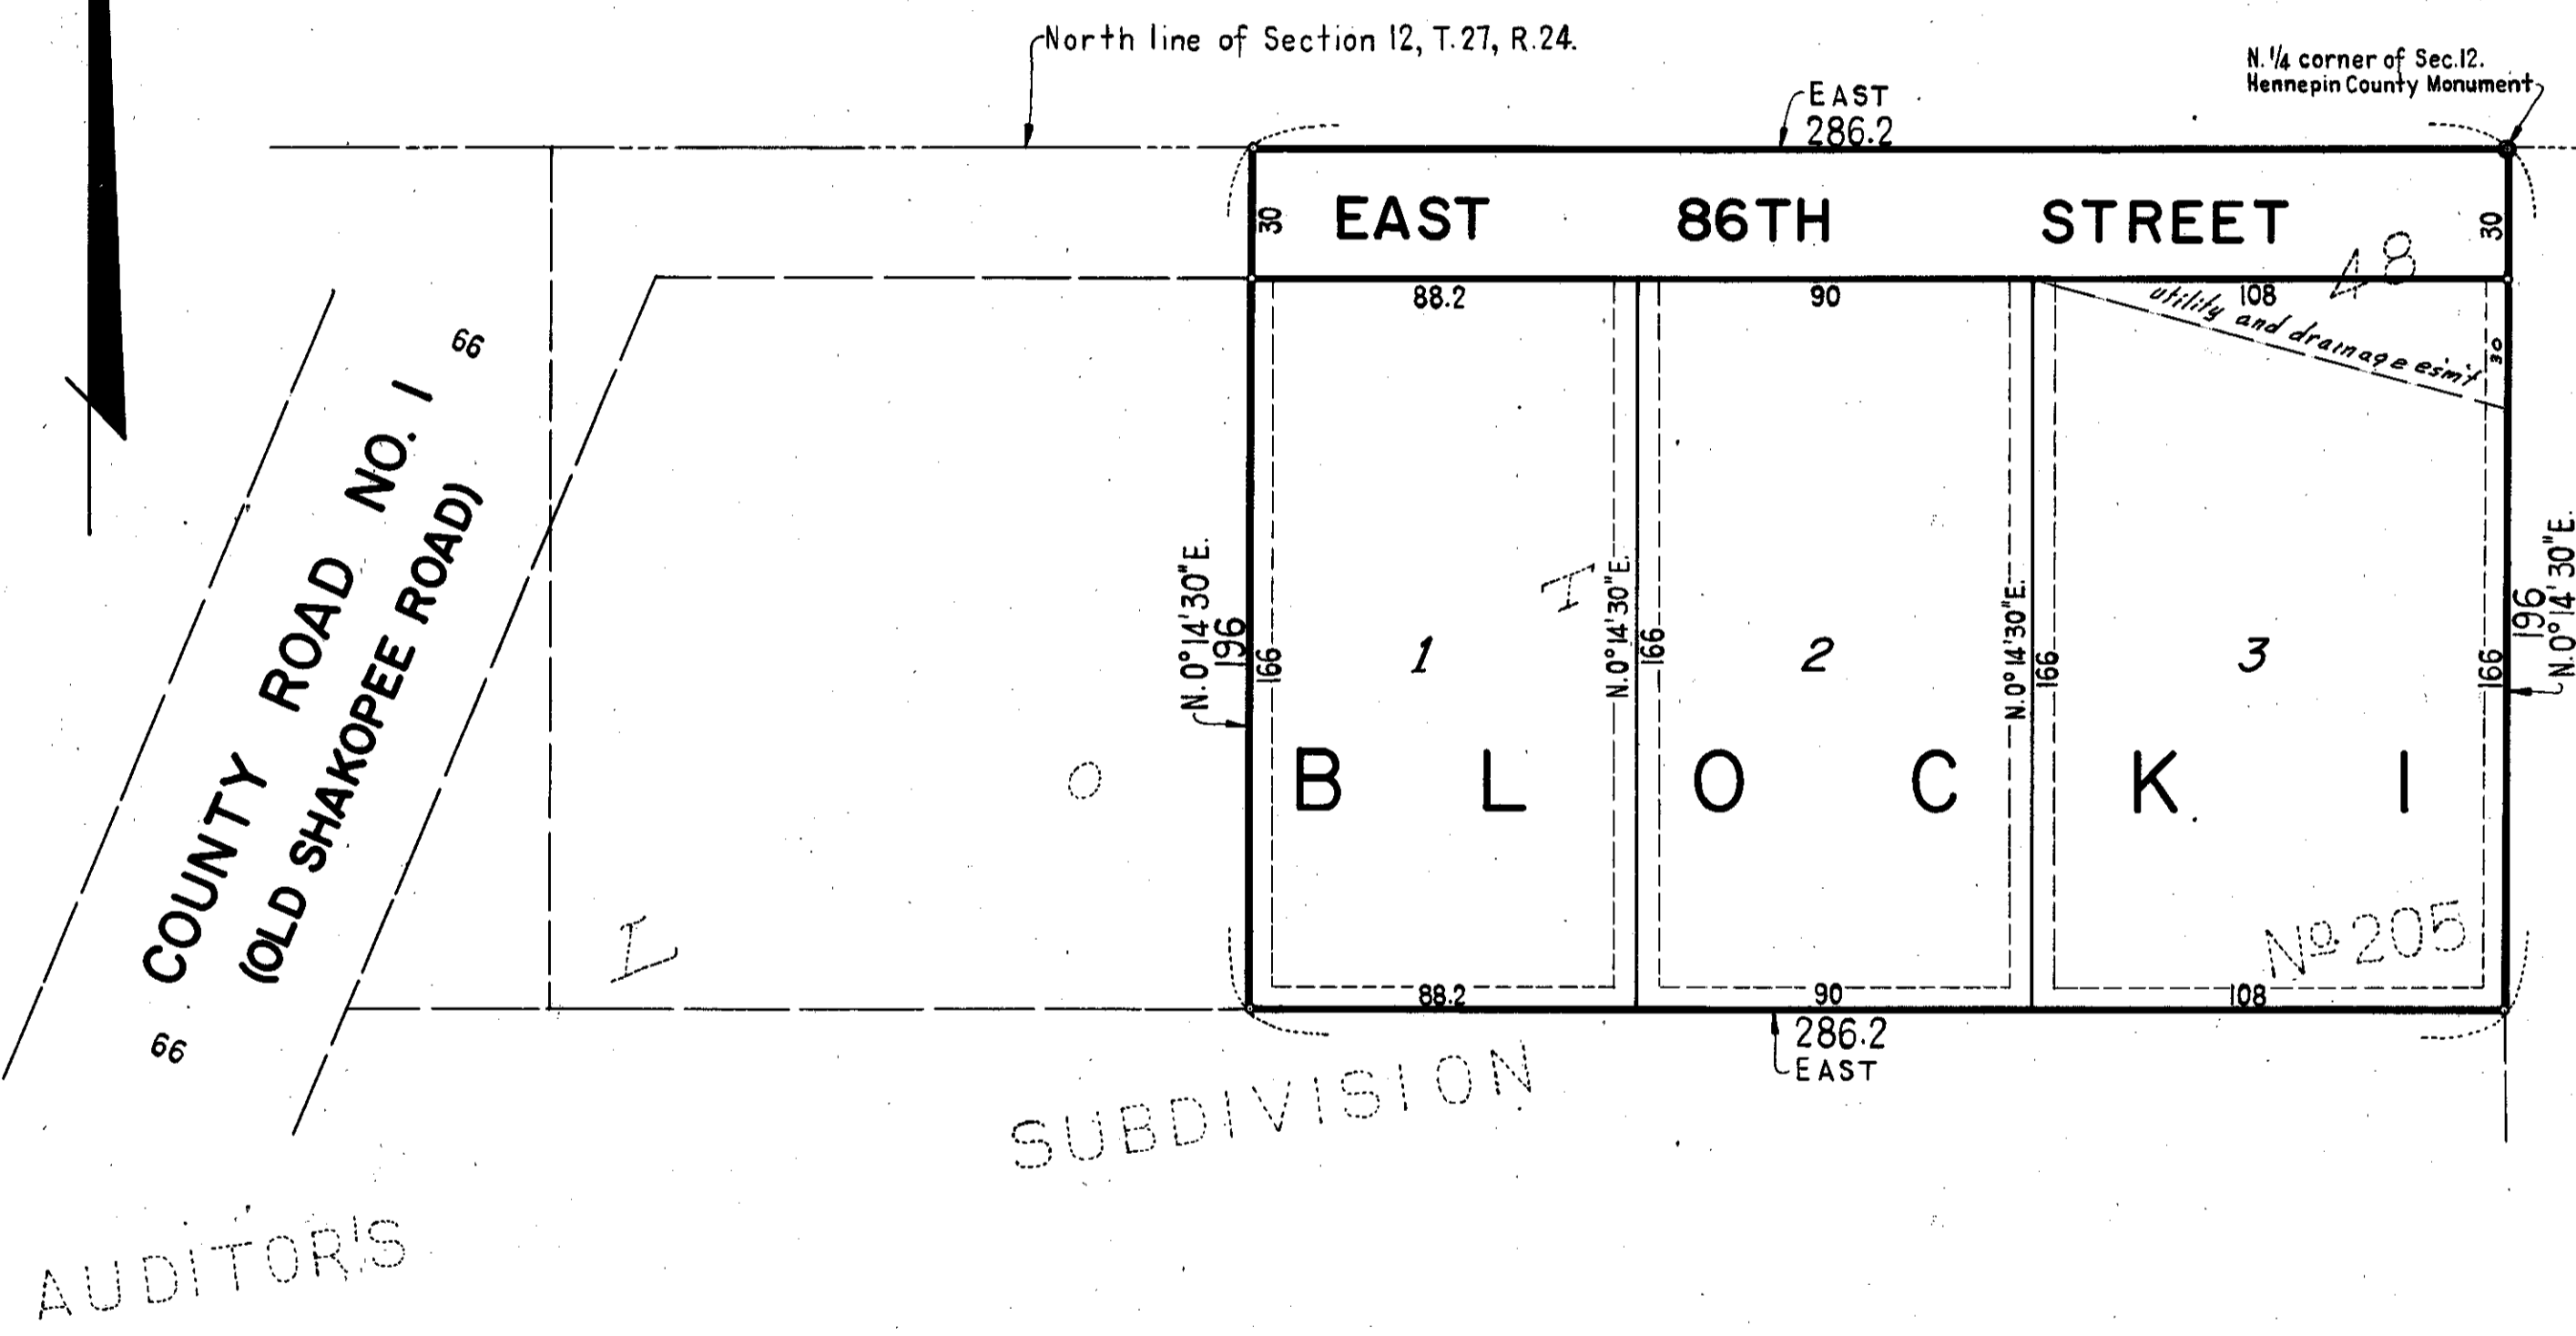 North line of Section 12, T.27, R.24.
N. 1/4 corner of Sec.12.
Hennepin County Monument
EAST
286.2
30
EAST 86TH STREET
30
48
88.2
90
108
utility and drainage esm't
30
66
COUNTY ROAD NO. 1
(OLD SHAKOPEE ROAD)
66
N.0°14'30"E.
196
166
1
N.0°14'30"E.
166
2
N.0°14'30"E.
166
3
166
196
N.0°14'30"E.
L
O
T
BLOCK 1
No 205
88.2
90
108
286.2
EAST
SUBDIVISION
AUDITOR'S